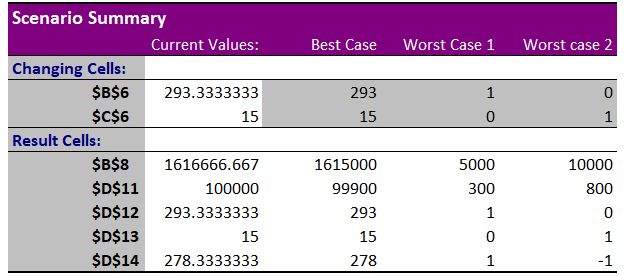 Scenario Summary
Current Values: Best Case Worst Case 1 Worst case 2
Changing Cells:
$B$6 293.3333333 293 1 0
$C$6 15 15 0 1
Result Cells:
$B$8 1616666.667 1615000 5000 10000
$D$11 100000 99900 300 800
$D$12 293.3333333 293 1 0
$D$13 15 15 0 1
$D$14 278.3333333 278 1 -1